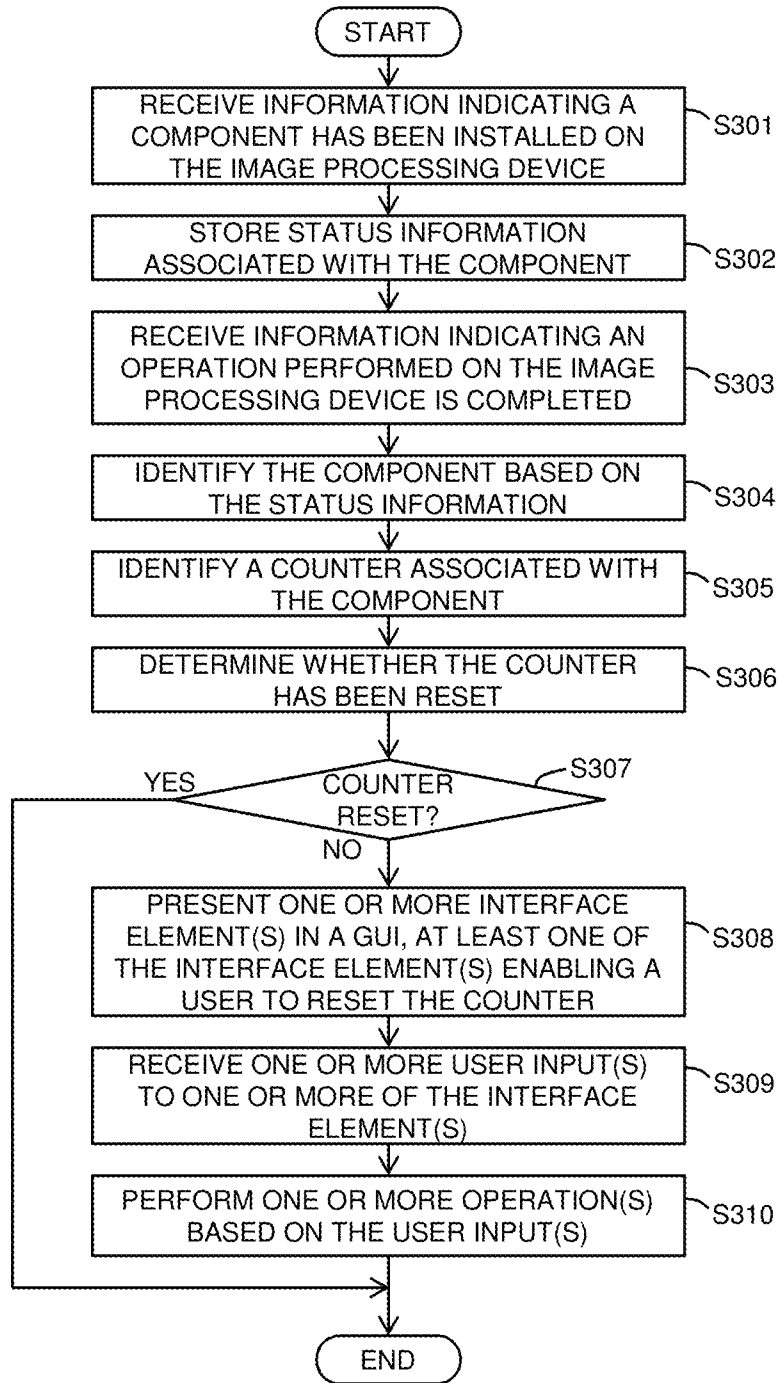 START
RECEIVE INFORMATION INDICATING A
COMPONENT HAS BEEN INSTALLED ON
THE IMAGE PROCESSING DEVICE
S301
STORE STATUS INFORMATION
ASSOCIATED WITH THE COMPONENT
S302
RECEIVE INFORMATION INDICATING AN
OPERATION PERFORMED ON THE IMAGE
PROCESSING DEVICE IS COMPLETED
S303
IDENTIFY THE COMPONENT BASED ON
THE STATUS INFORMATION
S304
IDENTIFY A COUNTER ASSOCIATED WITH
THE COMPONENT
S305
DETERMINE WHETHER THE COUNTER
HAS BEEN RESET
S306
YES
COUNTER
RESET?
S307
NO
PRESENT ONE OR MORE INTERFACE
ELEMENT(S) IN A GUI, AT LEAST ONE OF
THE INTERFACE ELEMENT(S) ENABLING A
USER TO RESET THE COUNTER
S308
RECEIVE ONE OR MORE USER INPUT(S)
TO ONE OR MORE OF THE INTERFACE
ELEMENT(S)
S309
PERFORM ONE OR MORE OPERATION(S)
BASED ON THE USER INPUT(S)
S310
END